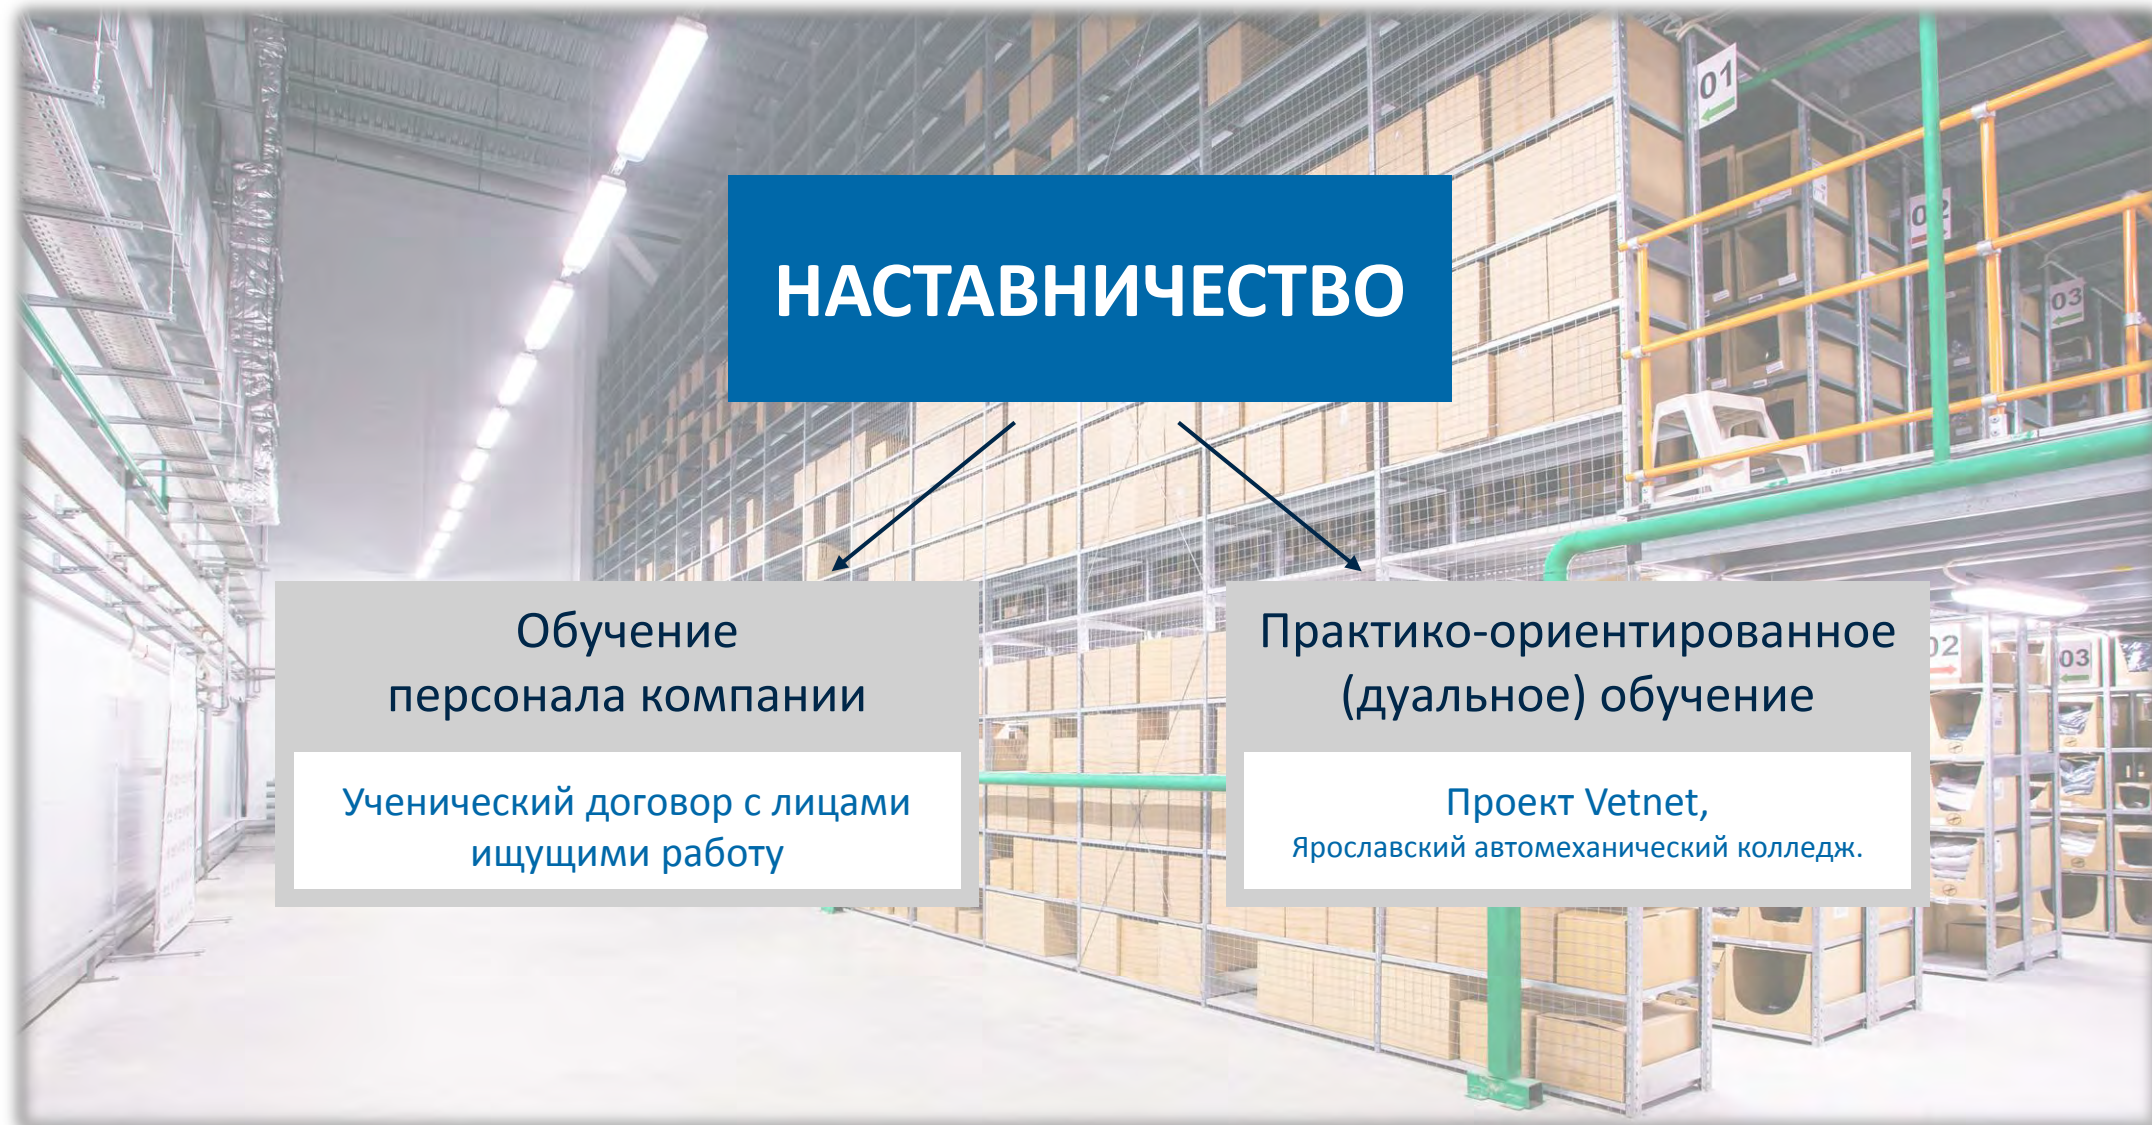 01
02
03
НАСТАВНИЧЕСТВО
Обучение
персонала компании
Ученический договор с лицами
ищущими работу
Практико-ориентированное
(дуальное) обучение
Проект Vetnet,
Ярославский автомеханический колледж.
02
03